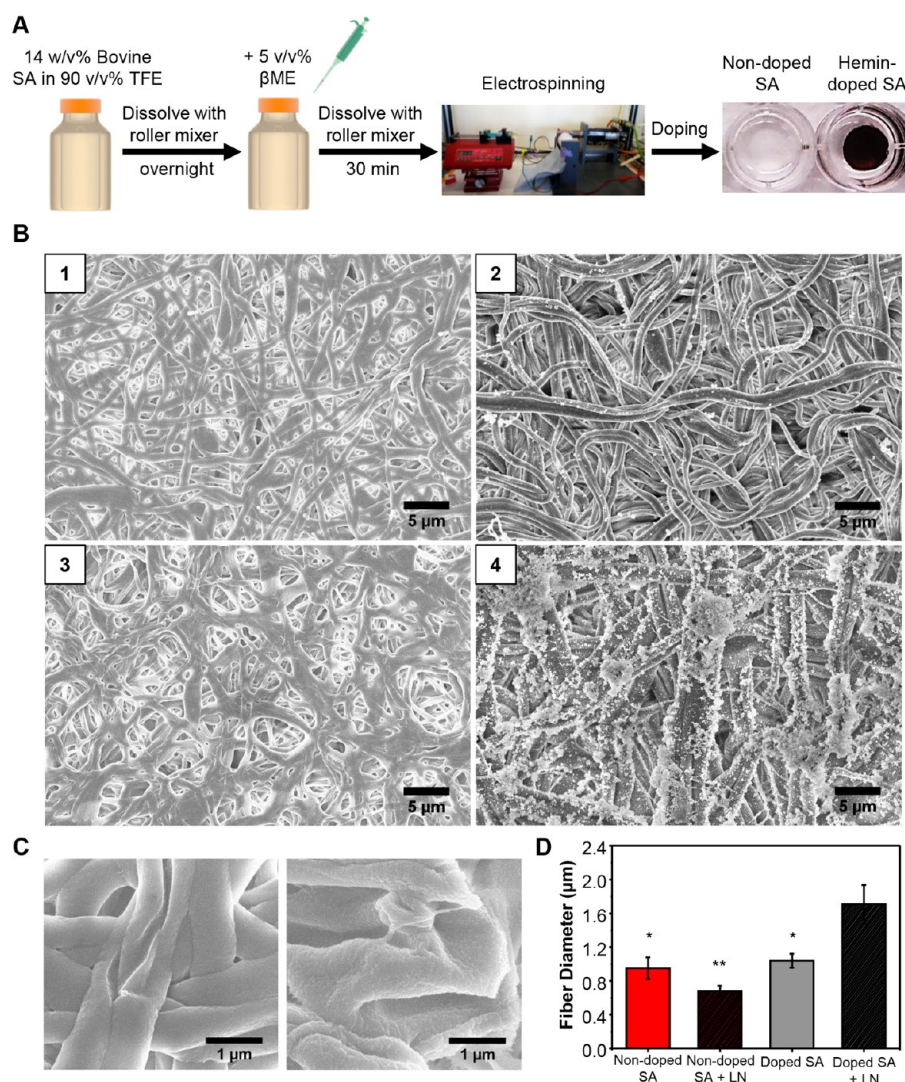 A
14 w/v% Bovine
SA in 90 v/v% TFE
Dissolve with
roller mixer
overnight
+ 5 v/v%
βME
Dissolve with
roller mixer
30 min
Electrospinning
Doping
Non-doped
SA
Hemin-
doped SA
B
1
5 µm
2
5 µm
3
5 µm
4
5 µm
C
1 µm
1 µm
D
Fiber Diameter (µm)
2.4
2.0
1.6
1.2
0.8
0.4
0.0
*
**
*
Non-doped
SA
Non-doped
SA + LN
Doped SA
Doped SA
+ LN